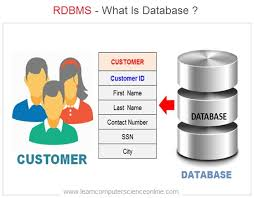 RDBMS - What Is Database ?
CUSTOMER
Customer ID
First Name
Last Name
Contact Number
SSN
City
CUSTOMER
DATABASE
DATABASE
www.learncomputerscienceonline.com